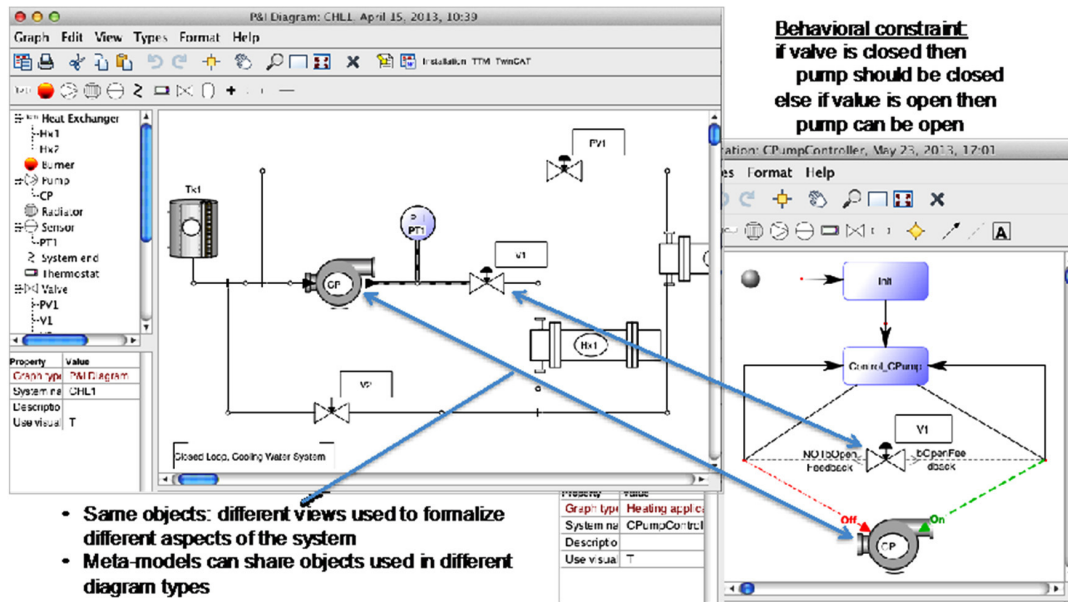 P&I Diagram: CHL1, April 15, 2013, 10:39
Graph Edit View Types Format Help
Installation TTM TwinCAT
Heat Exchanger
Hx1
Hx2
Burner
Pump
CP
Radiator
Sensor
PT1
System end
Thermostat
Valve
PV1
V1
Property Value
Graph type P&I Diagram
System na CHL1
Descriptio
Use visual T
Tk1
PT1
CP
V1
PV1
Hx1
V2
Closed Loop, Cooling Water System
Behavioral constraint:
if valve is closed then
pump should be closed
else if value is open then
pump can be open
ation: CPumpController, May 23, 2013, 17:01
es Format Help
A
Init
Control_CPump
V1
NOTbOpen
Feedback
bOpenFee
dback
Off
On
CP
• Same objects: different views used to formalize
different aspects of the system
• Meta-models can share objects used in different
diagram types
Property Value
Graph type Heating applica
System na CPumpControl
Descriptio
Use visual T